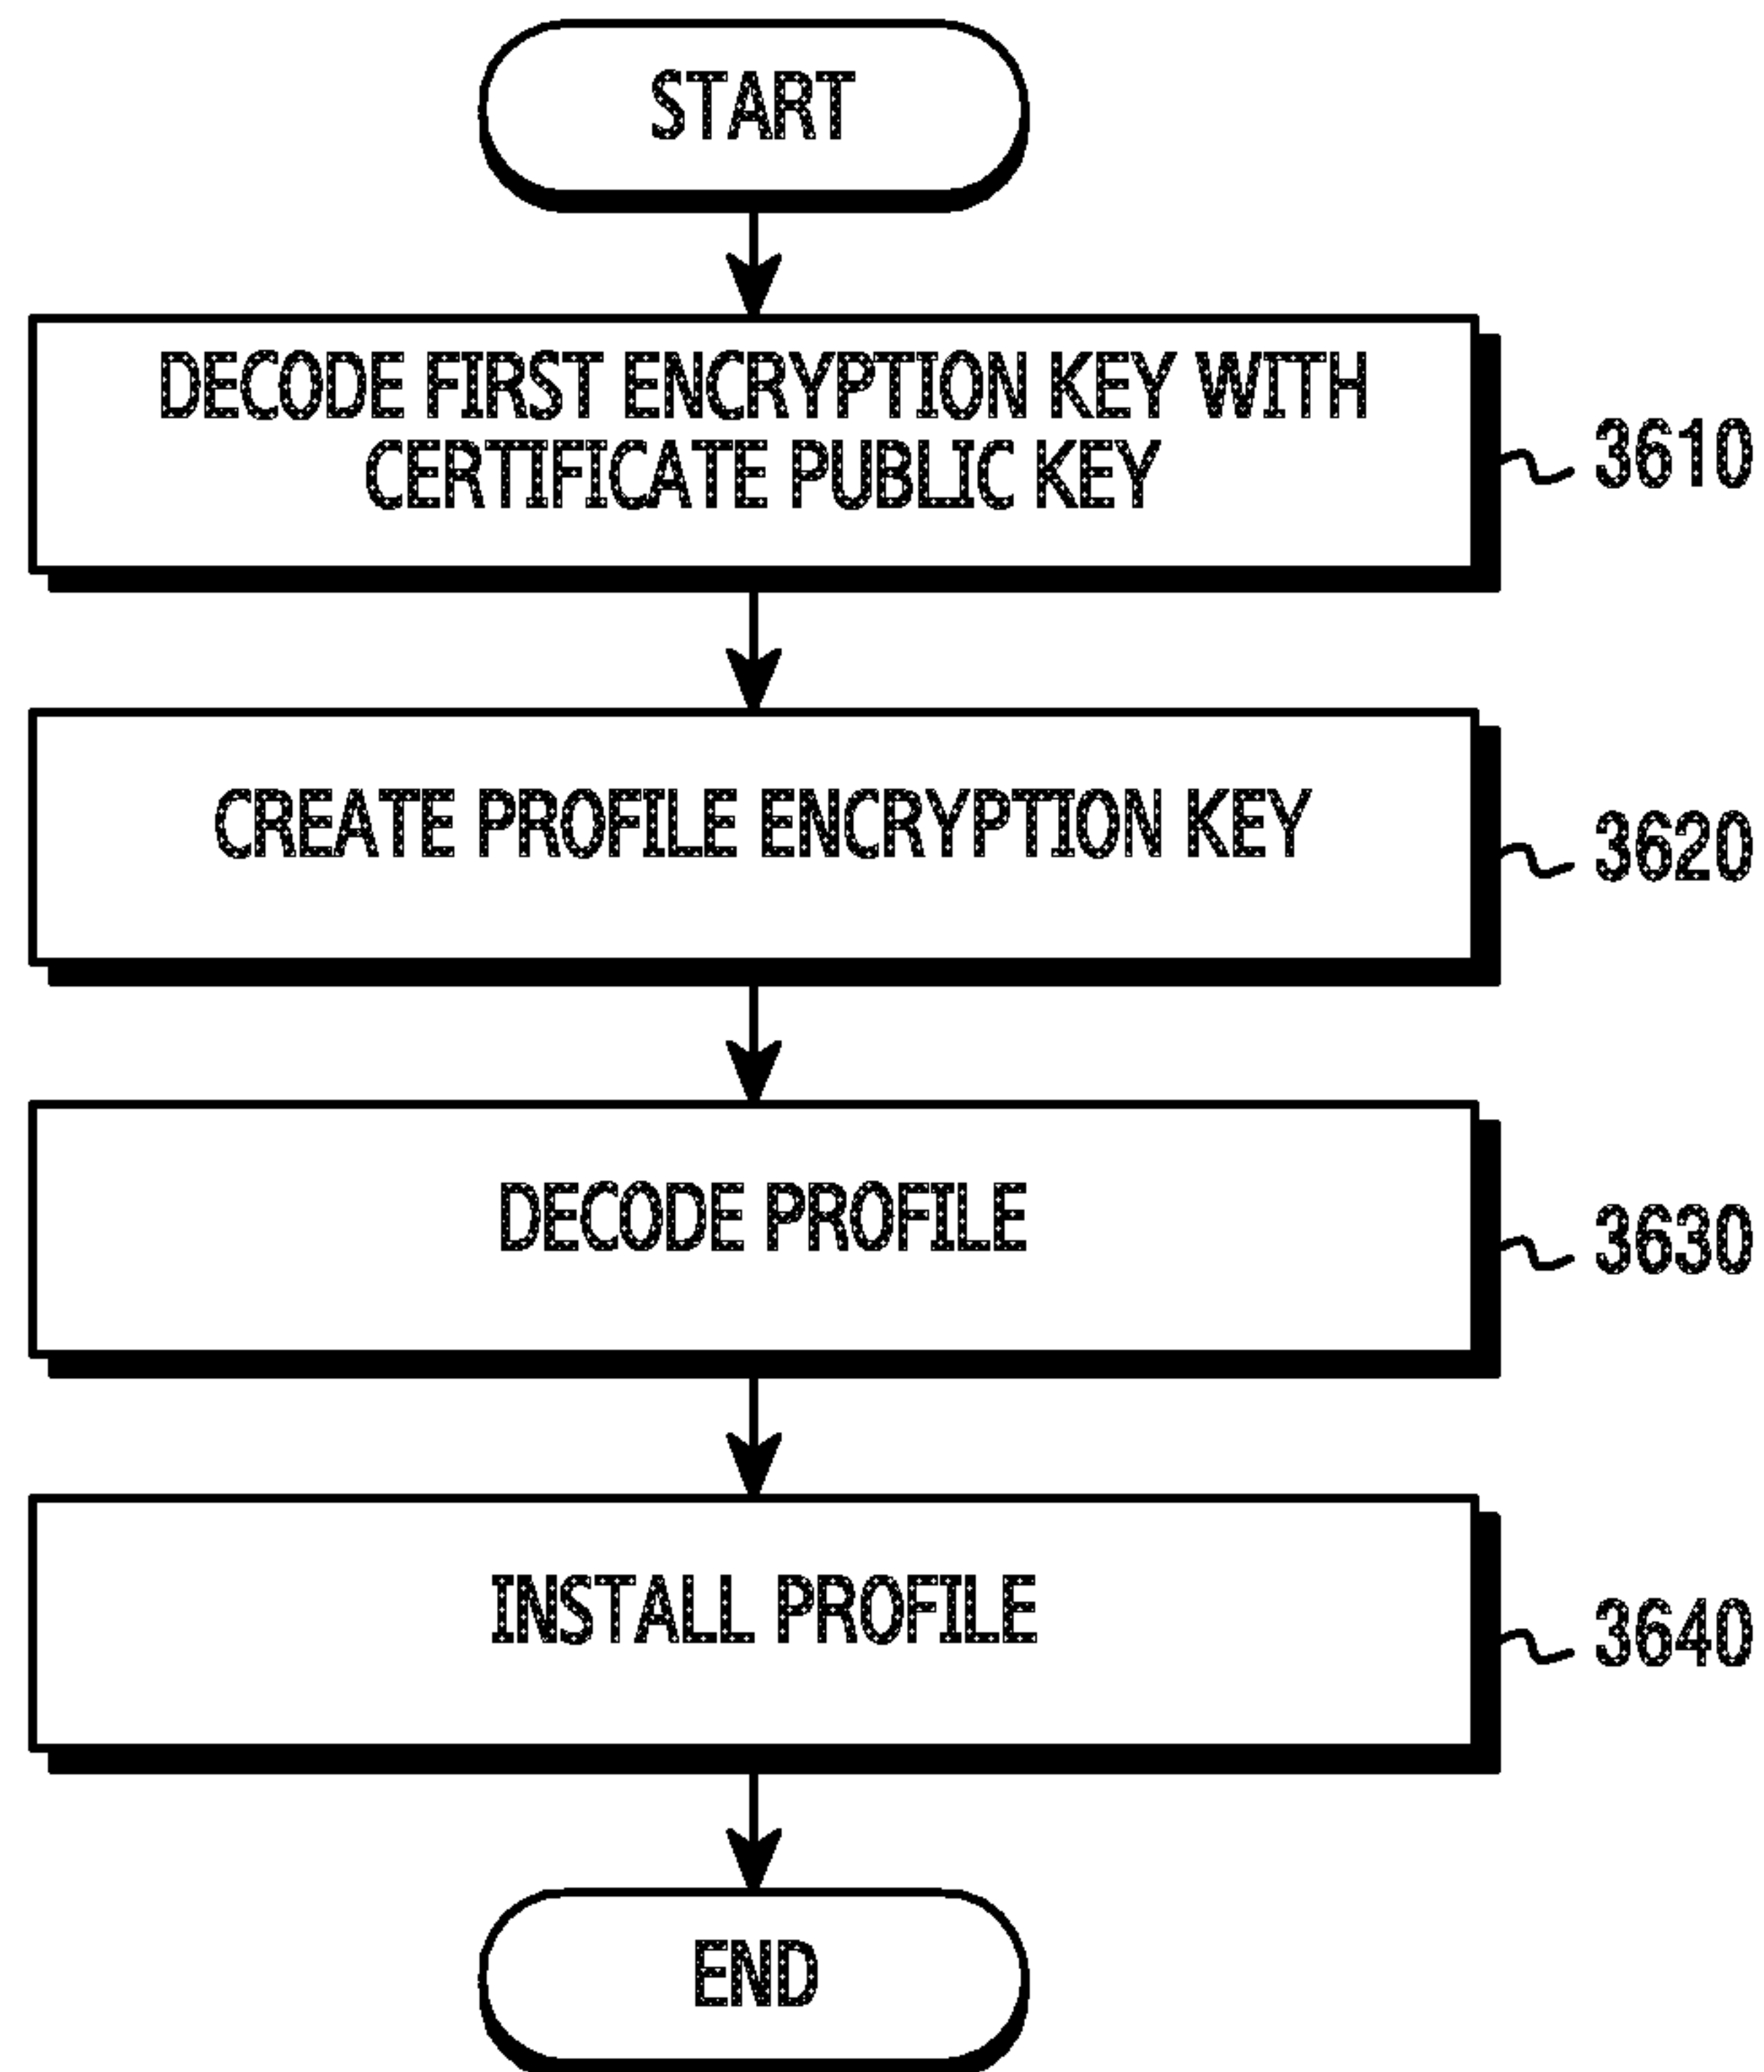 START
DECODE FIRST ENCRYPTION KEY WITH
CERTIFICATE PUBLIC KEY
3610
CREATE PROFILE ENCRYPTION KEY
3620
DECODE PROFILE
3630
INSTALL PROFILE
3640
END